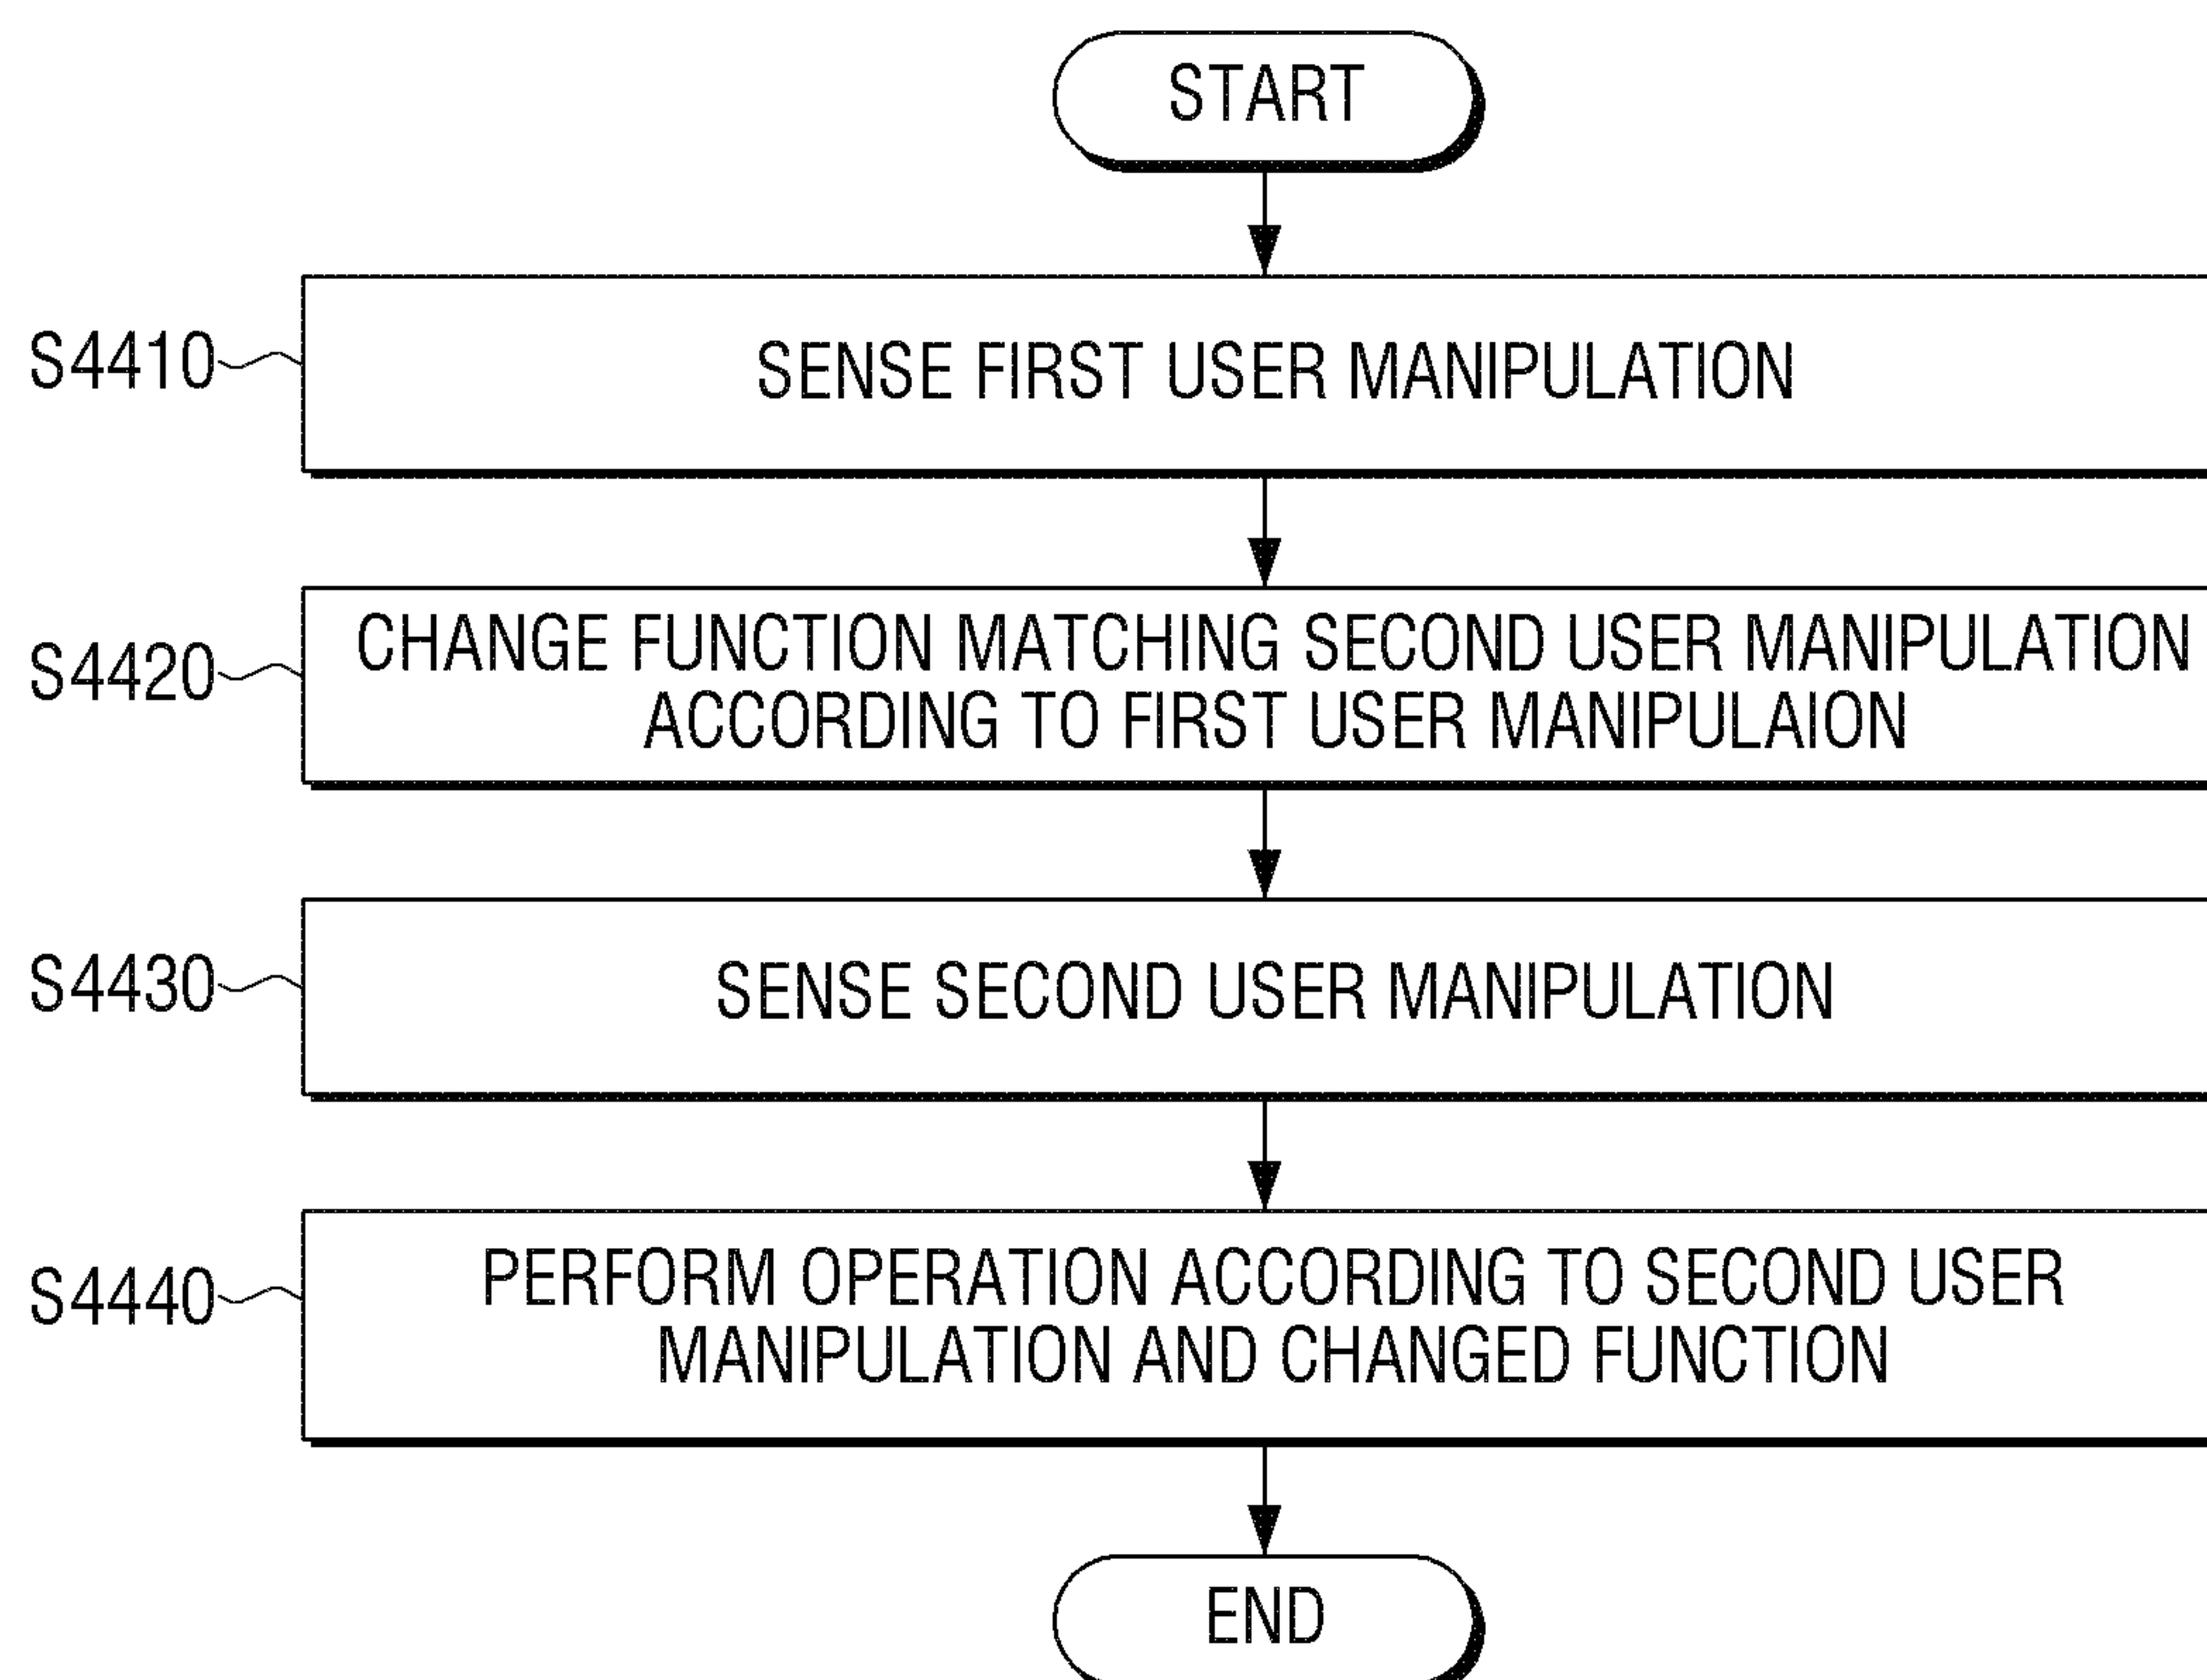 START
S4410
SENSE FIRST USER MANIPULATION
S4420
CHANGE FUNCTION MATCHING SECOND USER MANIPULATION
ACCORDING TO FIRST USER MANIPULAION
S4430
SENSE SECOND USER MANIPULATION
S4440
PERFORM OPERATION ACCORDING TO SECOND USER
MANIPULATION AND CHANGED FUNCTION
END